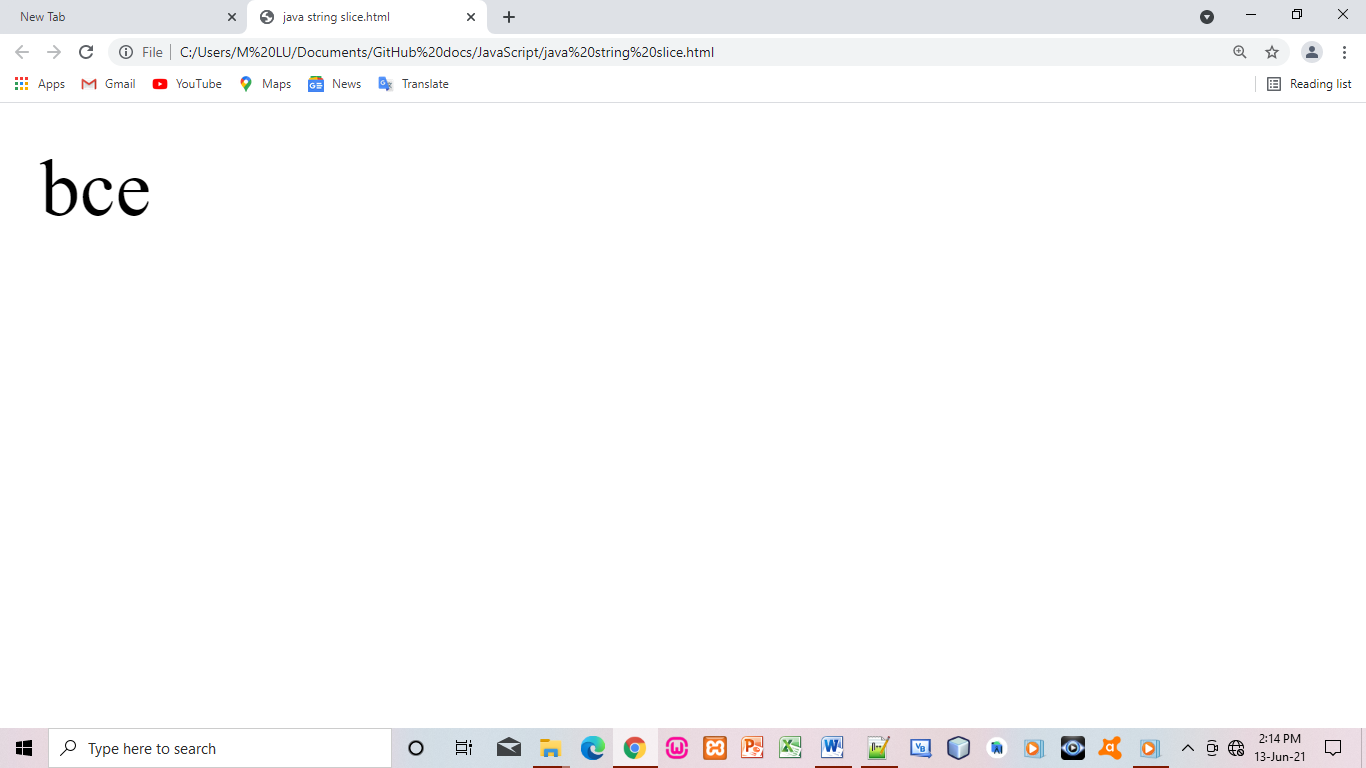 New Tab
java string slice.html
File
C:/Users/M%20LU/Documents/GitHub%20docs/JavaScript/java%20string%20slice.html
Apps Gmail YouTube Maps News Translate Reading list
bce
Type here to search
2:14 PM
13-Jun-21